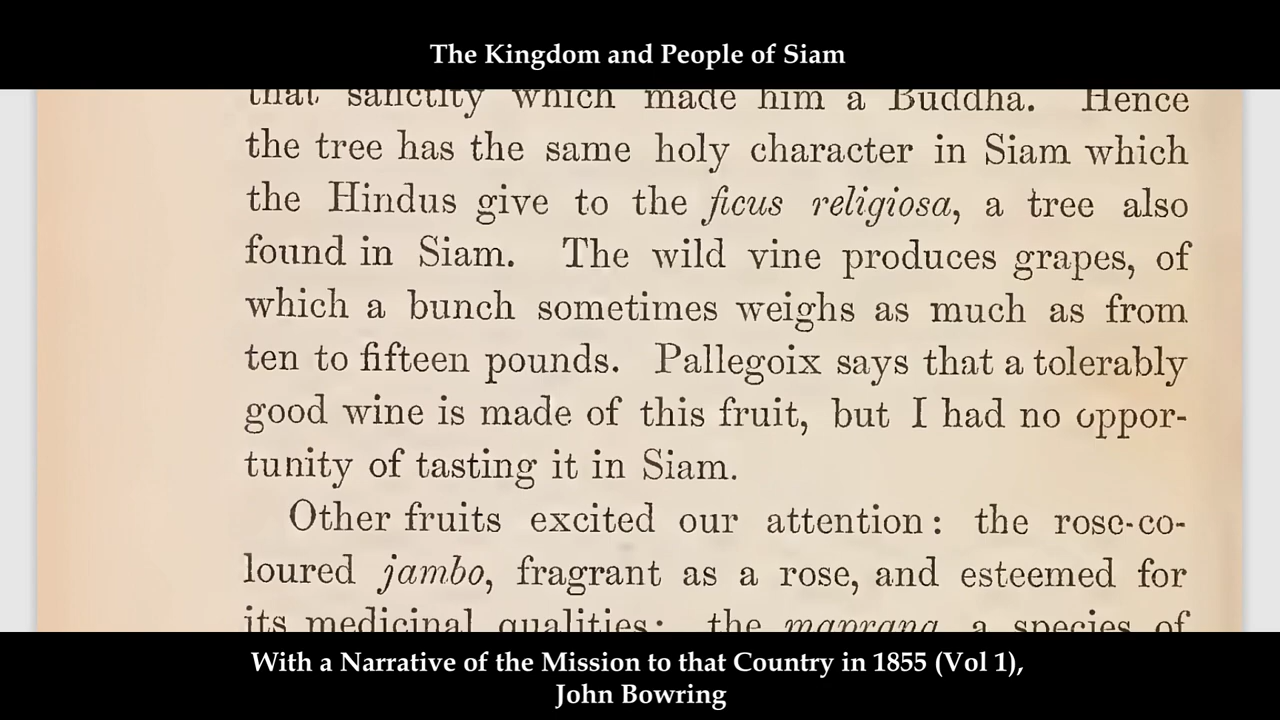 The Kingdom and People of Siam
that sanctity which made him a Buddha. Hence
the tree has the same holy character in Siam which
the Hindus give to the ficus religiosa, a tree also
found in Siam. The wild vine produces grapes, of
which a bunch sometimes weighs as much as from
ten to fifteen pounds. Pallegoix says that a tolerably
good wine is made of this fruit, but I had no oppor-
tunity of tasting it in Siam.
Other fruits excited our attention: the rose-co-
loured jambo, fragrant as a rose, and esteemed for
its medicinal qualities: the maprang, a species of
With a Narrative of the Mission to that Country in 1855 (Vol 1),
John Bowring